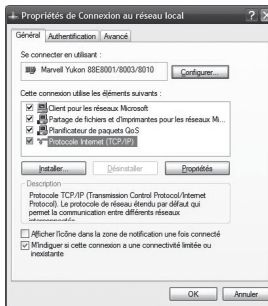 Propriétés de Connexion au réseau local
Général
Authentification
Avancé
Se connecter en utilisant :
Marvell Yukon 88E8001/8003/8010
Configurer...
Cette connexion utilise les éléments suivants :
Client pour les réseaux Microsoft
Partage de fichiers et d'imprimantes pour les réseaux Mi...
Planificateur de paquets QoS
Protocole Internet (TCP/IP)
Installer...
Désinstaller
Propriétés
Description
Protocole TCP/IP (Transmission Control Protocol/Internet
Protocol). Le protocole de réseau étendu par défaut qui
permet la communication entre différents réseaux
interconnectés
Afficher l'icône dans la zone de notification une fois connecté
M'indiquer si cette connexion a une connectivité limitée ou
inexistante
OK
Annuler